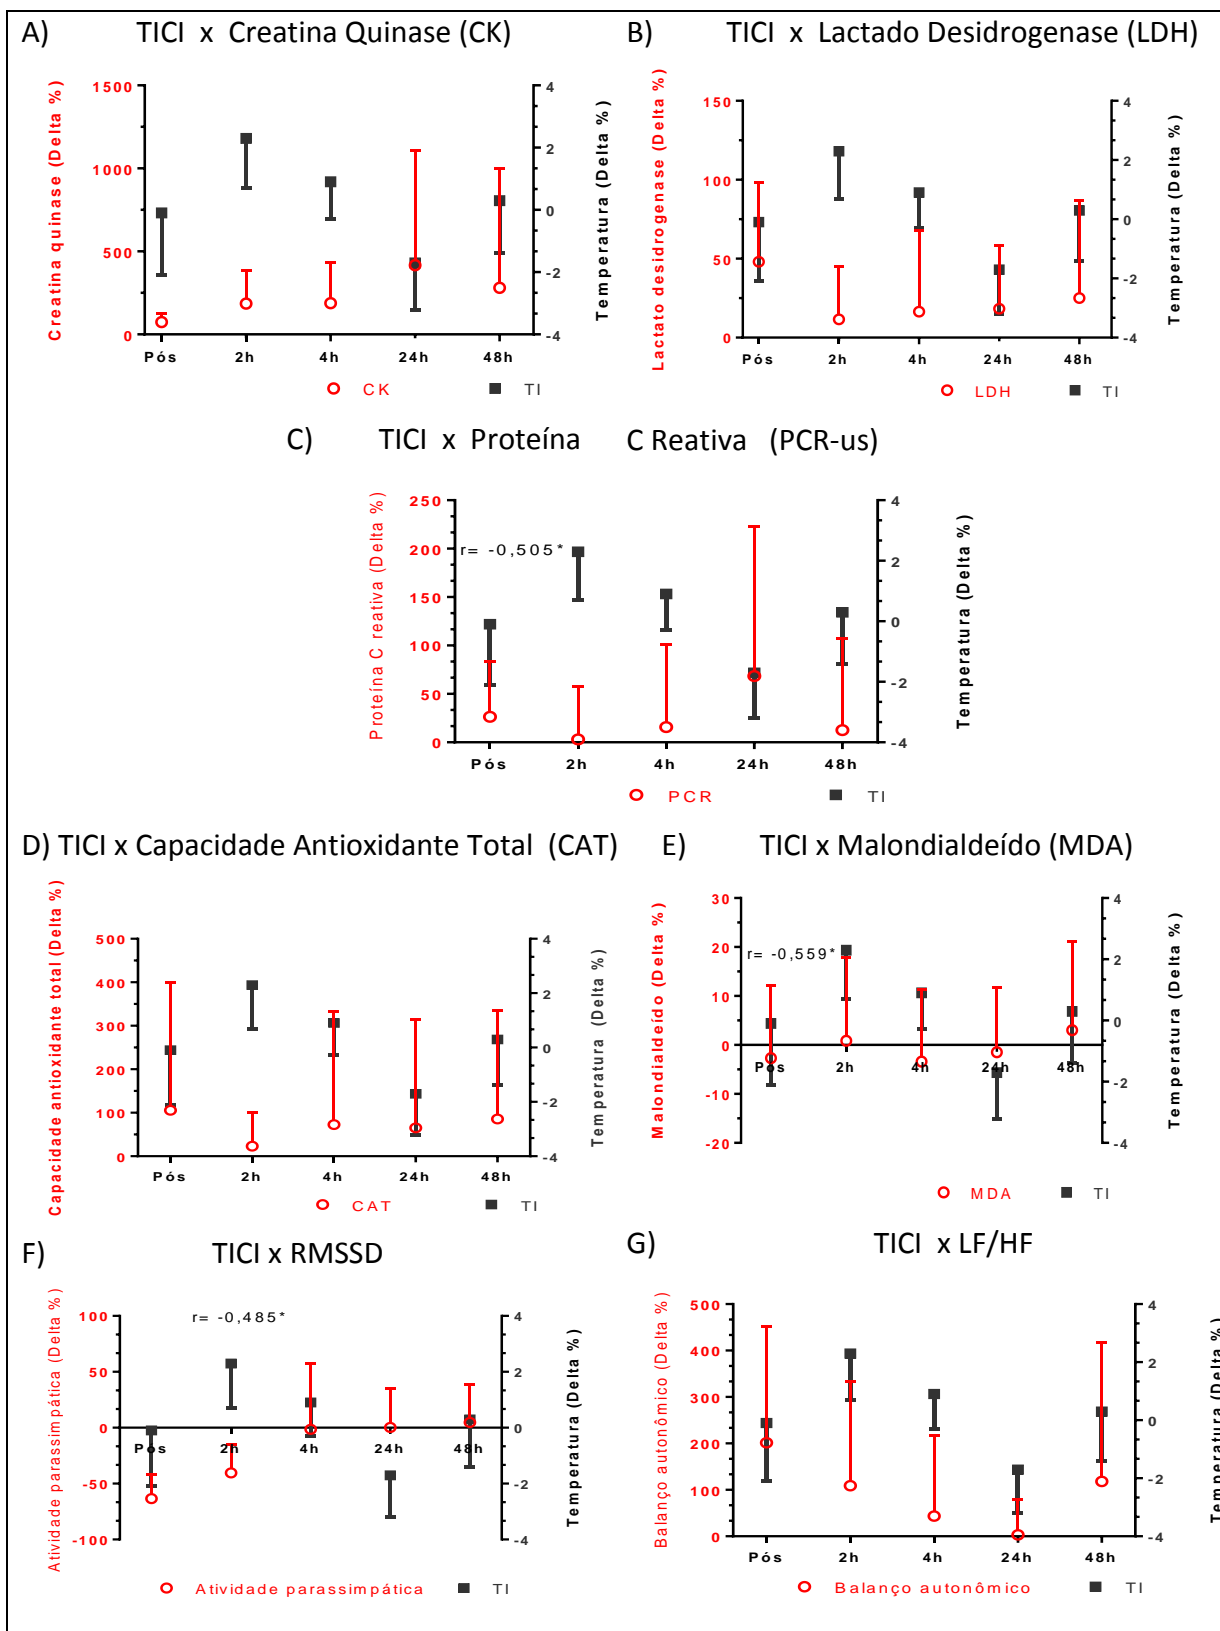 A) TICI x Creatina Quinase (CK)
B) TICI x Lactado Desidrogenase (LDH)
Creatina quinase (Delta %)
1500
1000
500
0
4
2
0
-2
-4
Temperatura (Delta %)
Pós 2h 4h 24h 48h
CK TI
Lactato desidrogenase (Delta %)
150
100
50
0
4
2
0
-2
-4
Temperatura (Delta %)
Pós 2h 4h 24h 48h
LDH TI
C) TICI x Proteína C Reativa (PCR-us)
Proteína C reativa (Delta %)
250
200
150
100
50
0
r= -0,505*
4
2
0
-2
-4
Temperatura (Delta %)
Pós 2h 4h 24h 48h
PCR TI
D) TICI x Capacidade Antioxidante Total (CAT)
E) TICI x Malondialdeído (MDA)
Capacidade antioxidante total (Delta %)
500
400
300
200
100
0
4
2
0
-2
-4
Temperatura (Delta %)
Pós 2h 4h 24h 48h
CAT TI
Malondialdeído (Delta %)
30
20
10
0
-10
-20
r= -0,559*
4
2
0
-2
-4
Temperatura (Delta %)
Pós 2h 4h 24h 48h
MDA TI
F) TICI x RMSSD
G) TICI x LF/HF
Atividade parassimpática (Delta %)
100
50
0
-50
-100
r= -0,485*
4
2
0
-2
-4
Temperatura (Delta %)
Pós 2h 4h 24h 48h
Atividade parassimpática TI
Balanço autonômico (Delta %)
500
400
300
200
100
0
4
2
0
-2
-4
Temperatura (Delta %)
Pós 2h 4h 24h 48h
Balanço autonômico TI